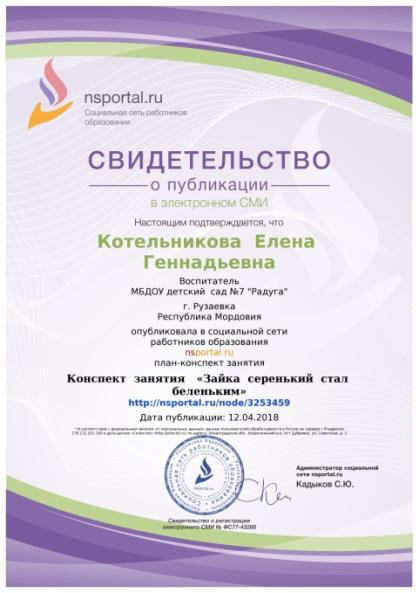 nsportal.ru
Социальная сеть работников
образования
СВИДЕТЕЛЬСТВО
о публикации
в электронном СМИ
Настоящим подтверждается, что
Котельникова Елена
Геннадьевна
Воспитатель
МБДОУ детский сад №7 "Радуга"
г. Рузаевка
Республика Мордовия
опубликовала в социальной сети
работников образования
nsportal.ru
план-конспект занятия
Конспект занятия «Зайка серенький стал
беленьким»
http://nsportal.ru/node/3253459
Дата публикации: 12.04.2018
Администратор социальной
сети nsportal.ru
Кадыков С.Ю.
nsportal.ru
Свидетельство о регистрации
электронного СМИ № ФС77-43268